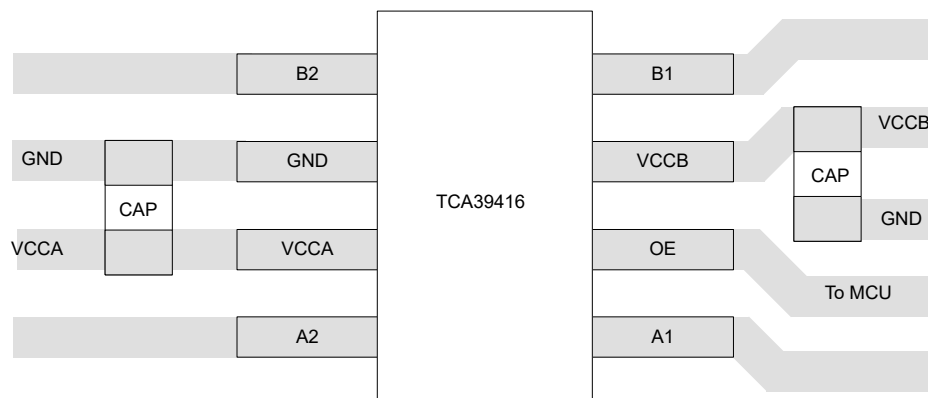 B2
B1
GND
GND
VCCB
VCCB
CAP
TCA39416
CAP
GND
VCCA
VCCA
OE
To MCU
A2
A1